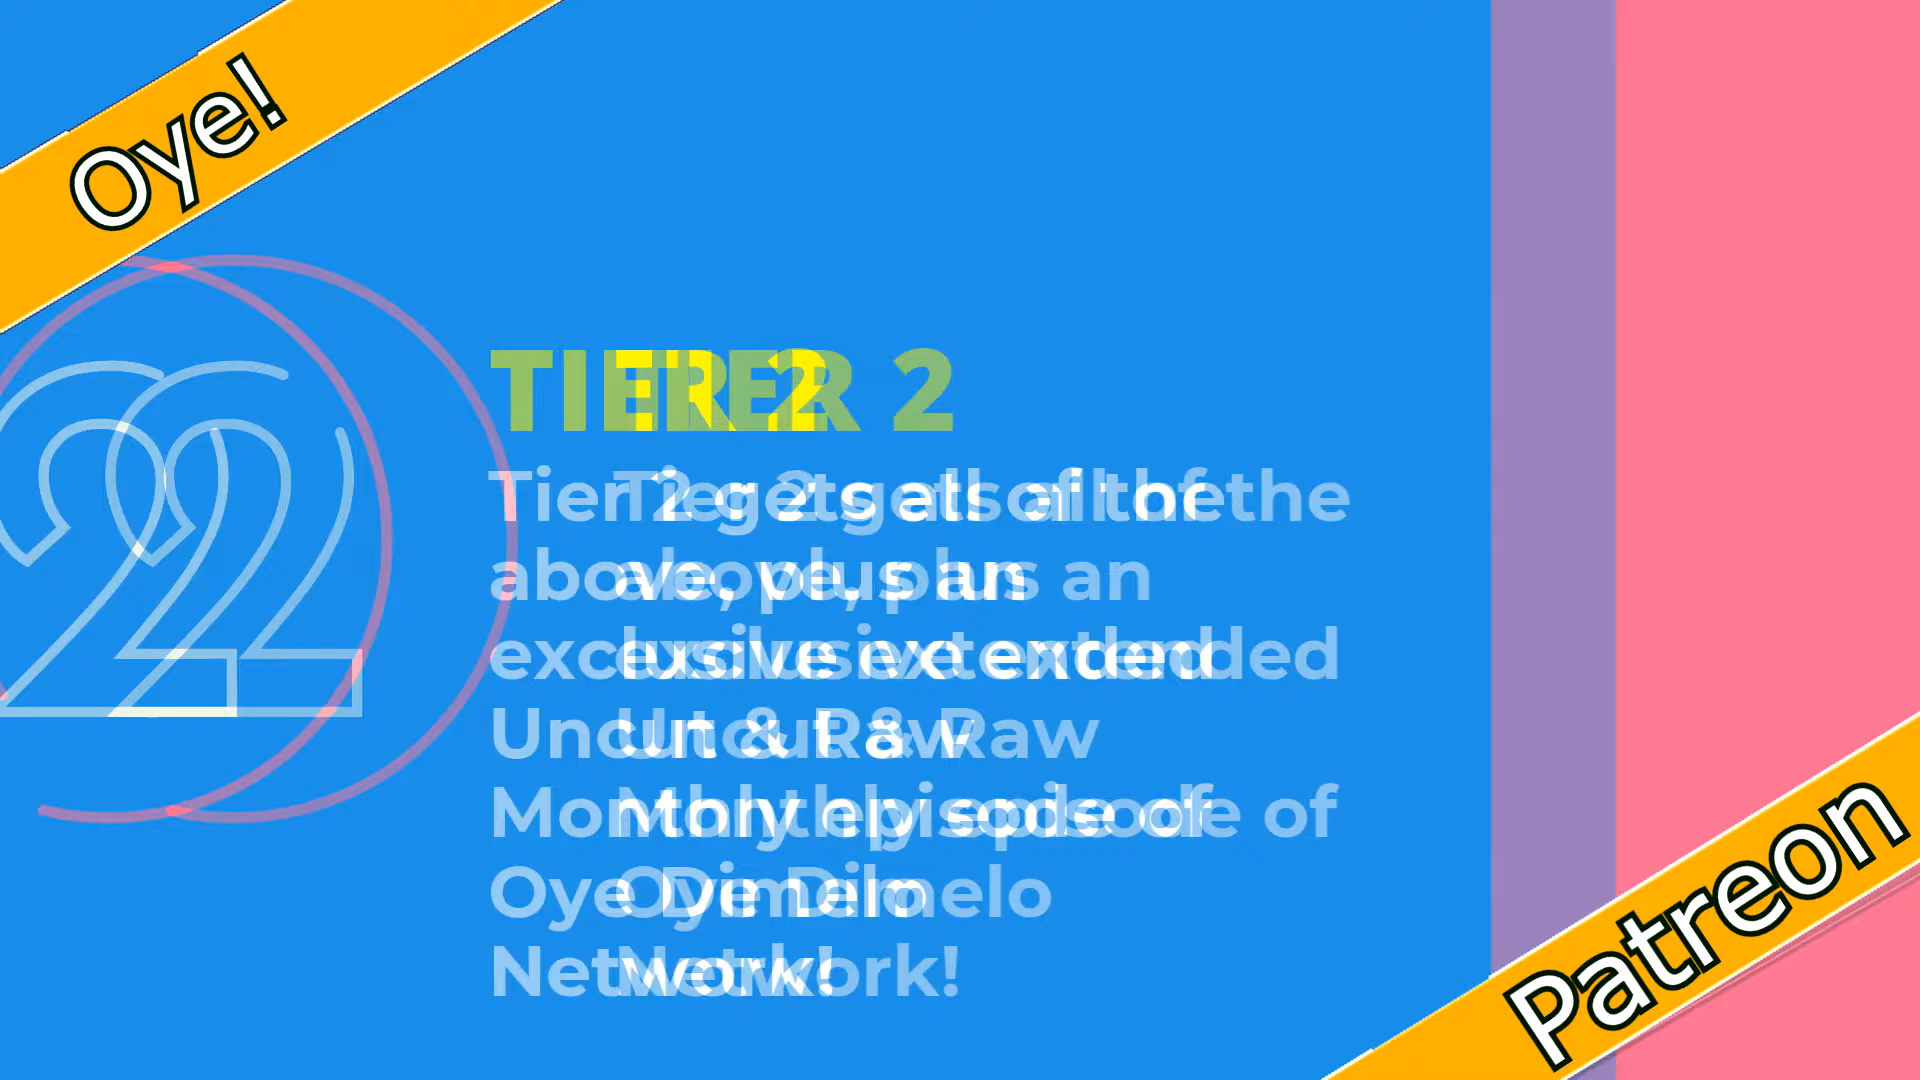 Oye!
2
TIER 2
Tier 2 gets all of the
above, plus an
exclusive extended
Uncut & Raw
Monthly episode of
Oye Dimelo
Network!
Patreon